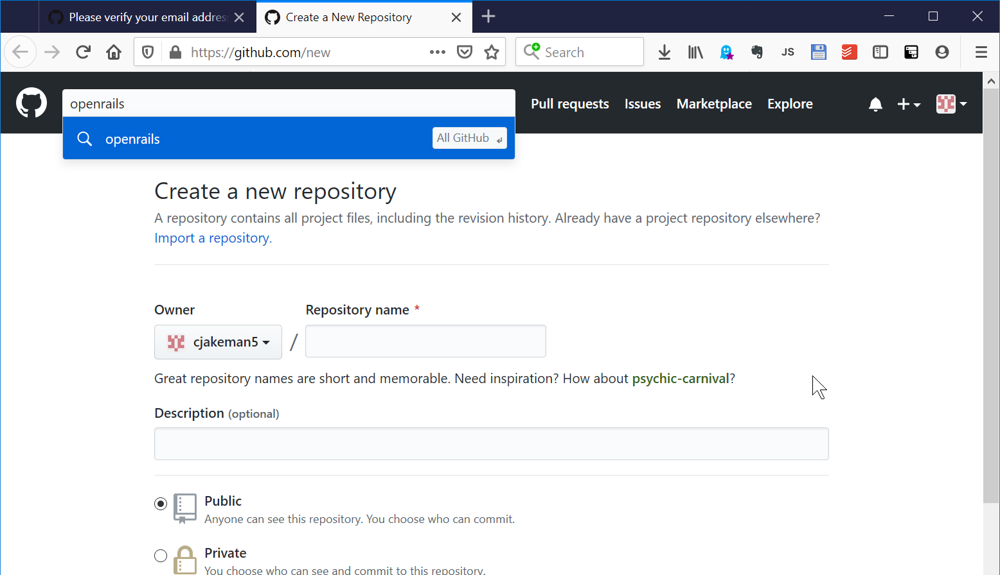 Please verify your email address
Create a New Repository
https://github.com/new
Search
JS
openrails
Pull requests
Issues
Marketplace
Explore
openrails
All GitHub
Create a new repository
A repository contains all project files, including the revision history. Already have a project repository elsewhere?
Import a repository.
Owner
Repository name *
cjakeman5
/
Great repository names are short and memorable. Need inspiration? How about psychic-carnival?
Description (optional)
Public
Anyone can see this repository. You choose who can commit.
Private
You choose who can see and commit to this repository.